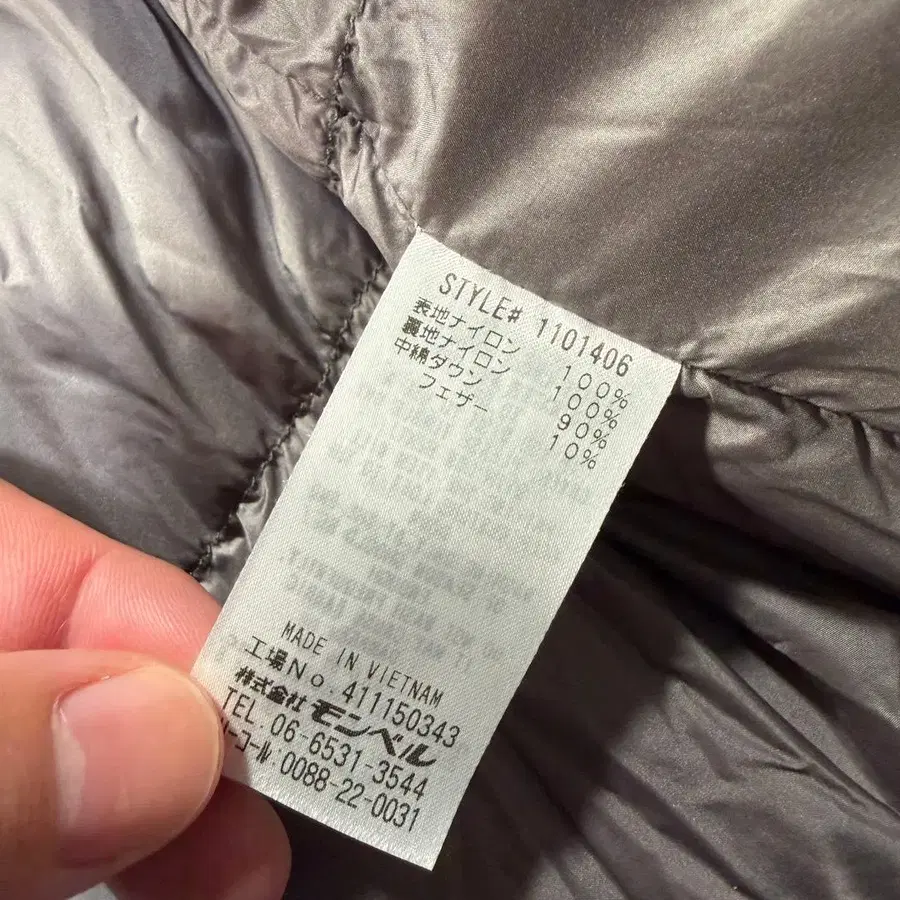 STYLE# 1101406
表地ナイロン 100%
裏地ナイロン 100%
中綿ダウン 90%
フェザー 10%
MADE IN VIETNAM
工場No.411150343
株式会社モンベル
TEL.06-6531-3544
リーコール 0088-22-0031